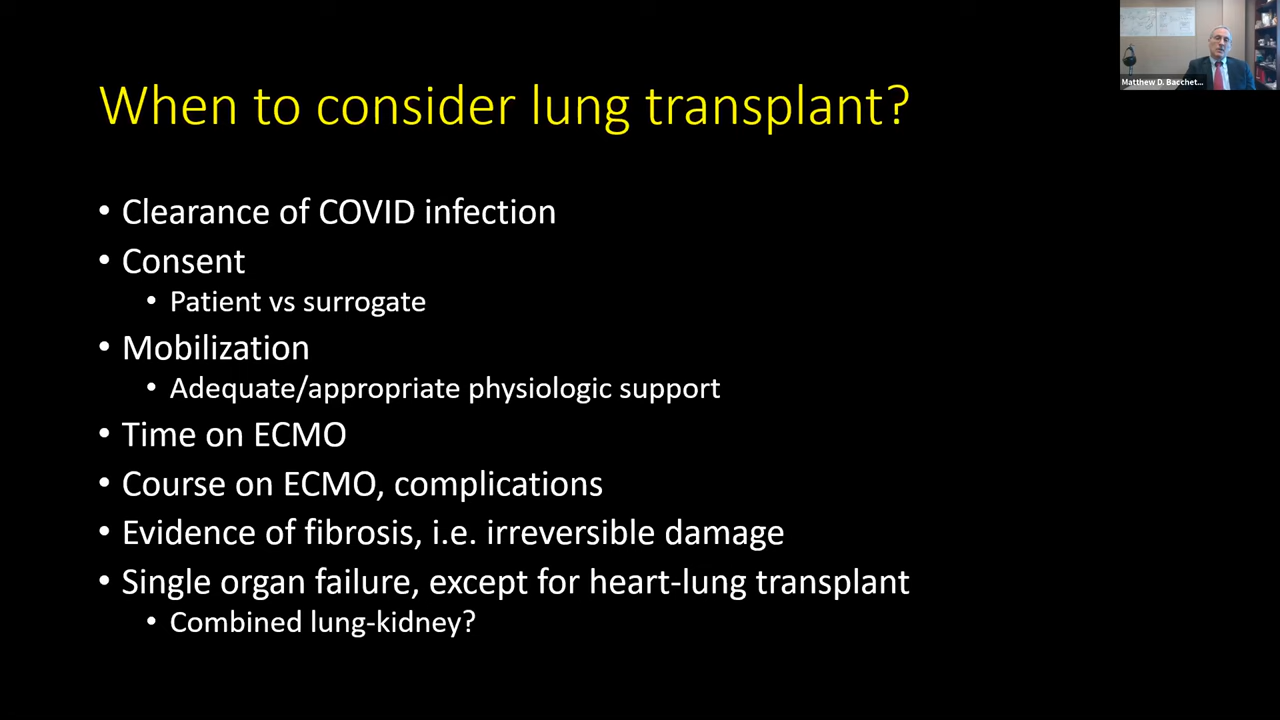 Matthew D. Bacchet...
When to consider lung transplant?
• Clearance of COVID infection
• Consent
• Patient vs surrogate
• Mobilization
• Adequate/appropriate physiologic support
• Time on ECMO
• Course on ECMO, complications
• Evidence of fibrosis, i.e. irreversible damage
• Single organ failure, except for heart-lung transplant
• Combined lung-kidney?